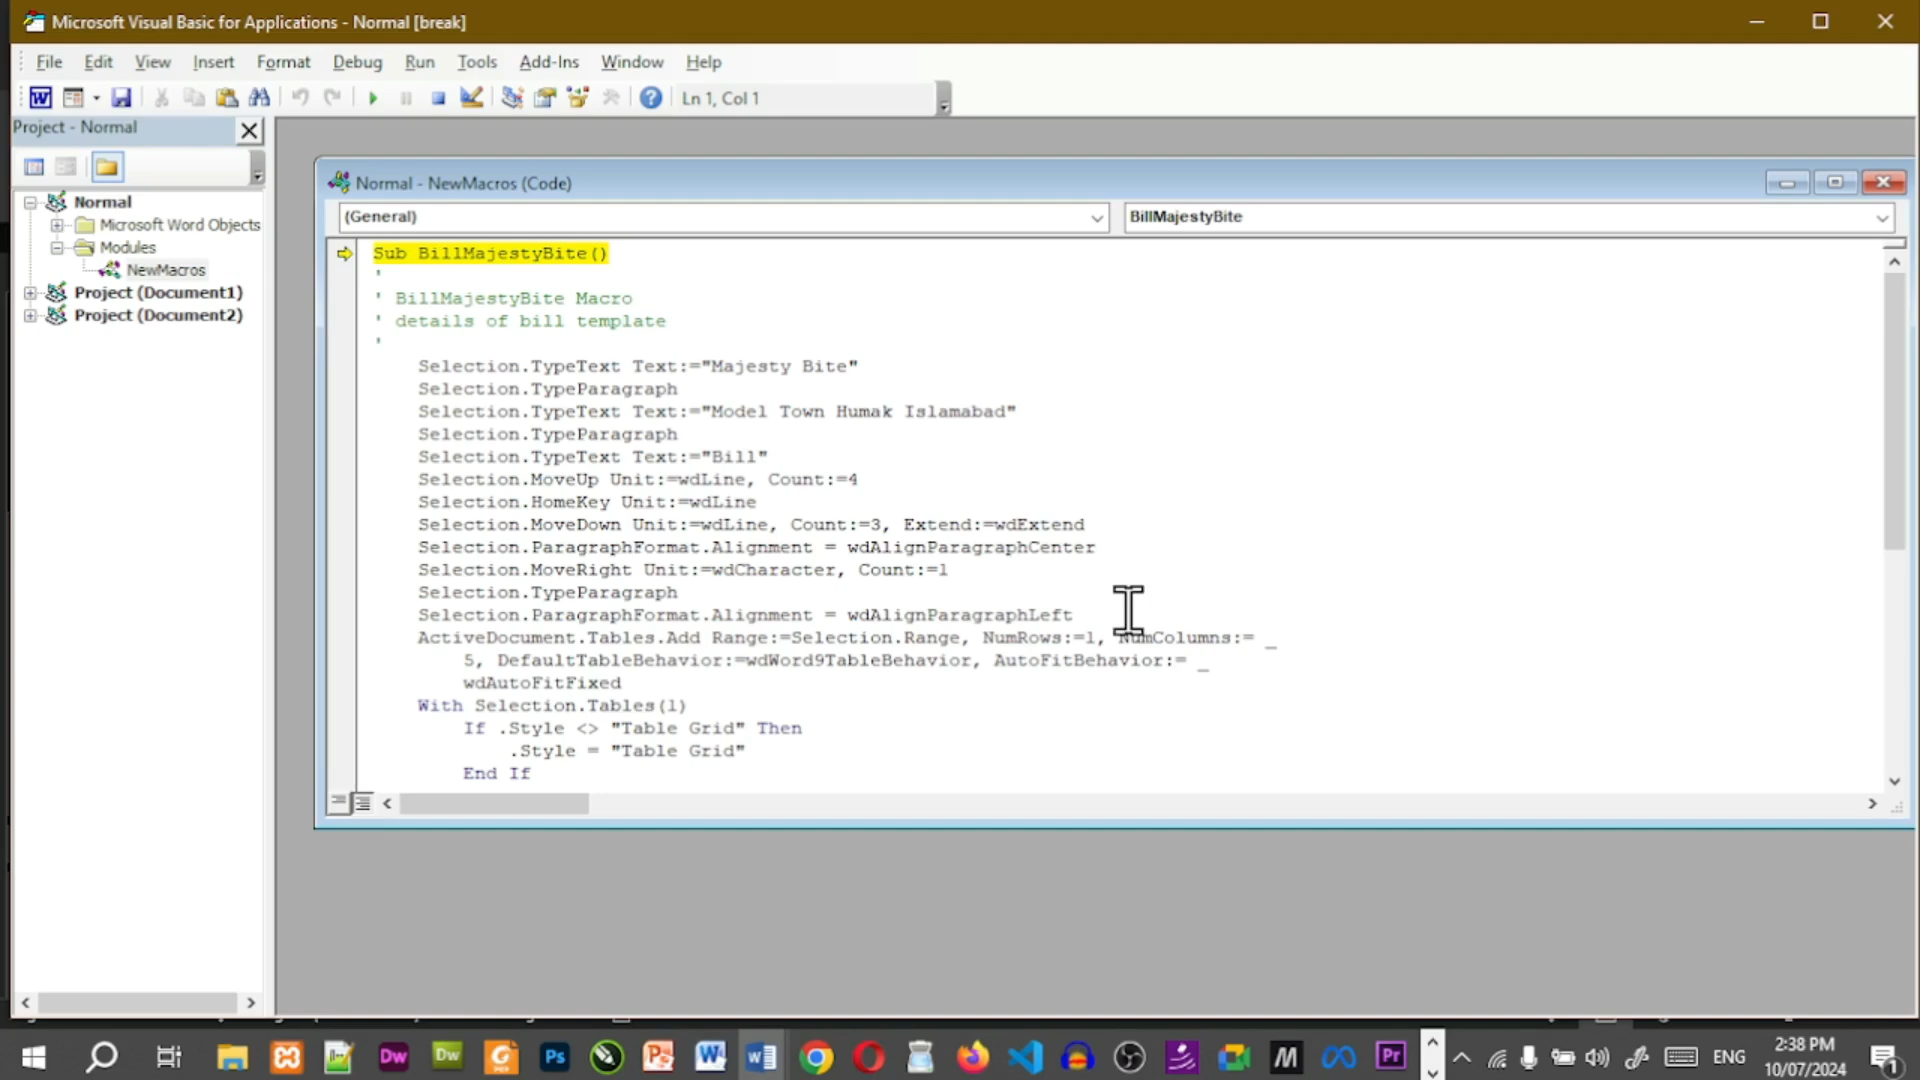 Microsoft Visual Basic for Applications - Normal [break]
File Edit View Insert Format Debug Run Tools Add-Ins Window Help
Ln 1, Col 1
Project - Normal
Normal
Microsoft Word Objects
Modules
NewMacros
Project (Document1)
Project (Document2)
Normal - NewMacros (Code)
(General)
BillMajestyBite
Sub BillMajestyBite()
'
' BillMajestyBite Macro
' details of bill template
'
Selection.TypeText Text:="Majesty Bite"
Selection.TypeParagraph
Selection.TypeText Text:="Model Town Humak Islamabad"
Selection.TypeParagraph
Selection.TypeText Text:="Bill"
Selection.MoveUp Unit:=wdLine, Count:=4
Selection.HomeKey Unit:=wdLine
Selection.MoveDown Unit:=wdLine, Count:=3, Extend:=wdExtend
Selection.ParagraphFormat.Alignment = wdAlignParagraphCenter
Selection.MoveRight Unit:=wdCharacter, Count:=1
Selection.TypeParagraph
Selection.ParagraphFormat.Alignment = wdAlignParagraphLeft
ActiveDocument.Tables.Add Range:=Selection.Range, NumRows:=1, NumColumns:= _
5, DefaultTableBehavior:=wdWord9TableBehavior, AutoFitBehavior:= _
wdAutoFitFixed
With Selection.Tables(1)
If .Style <> "Table Grid" Then
.Style = "Table Grid"
End If
Dw Dw Ps Pr
ENG
2:38 PM
10/07/2024
1